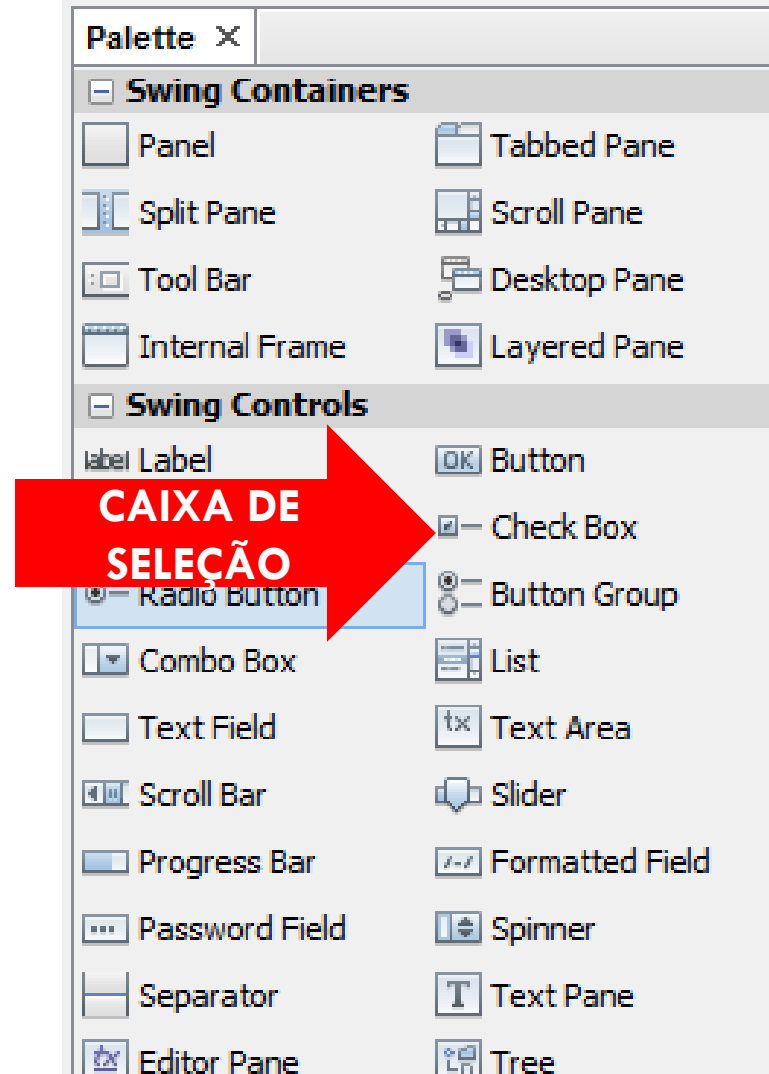 Palette
Swing Containers
Panel
Tabbed Pane
Split Pane
Scroll Pane
Tool Bar
Desktop Pane
Internal Frame
Layered Pane
Swing Controls
label Label
OK Button
CAIXA DE
SELEÇÃO
Check Box
Radio Button
Button Group
Combo Box
List
Text Field
tx Text Area
Scroll Bar
Slider
Progress Bar
Formatted Field
Password Field
Spinner
Separator
T Text Pane
tx Editor Pane
Tree